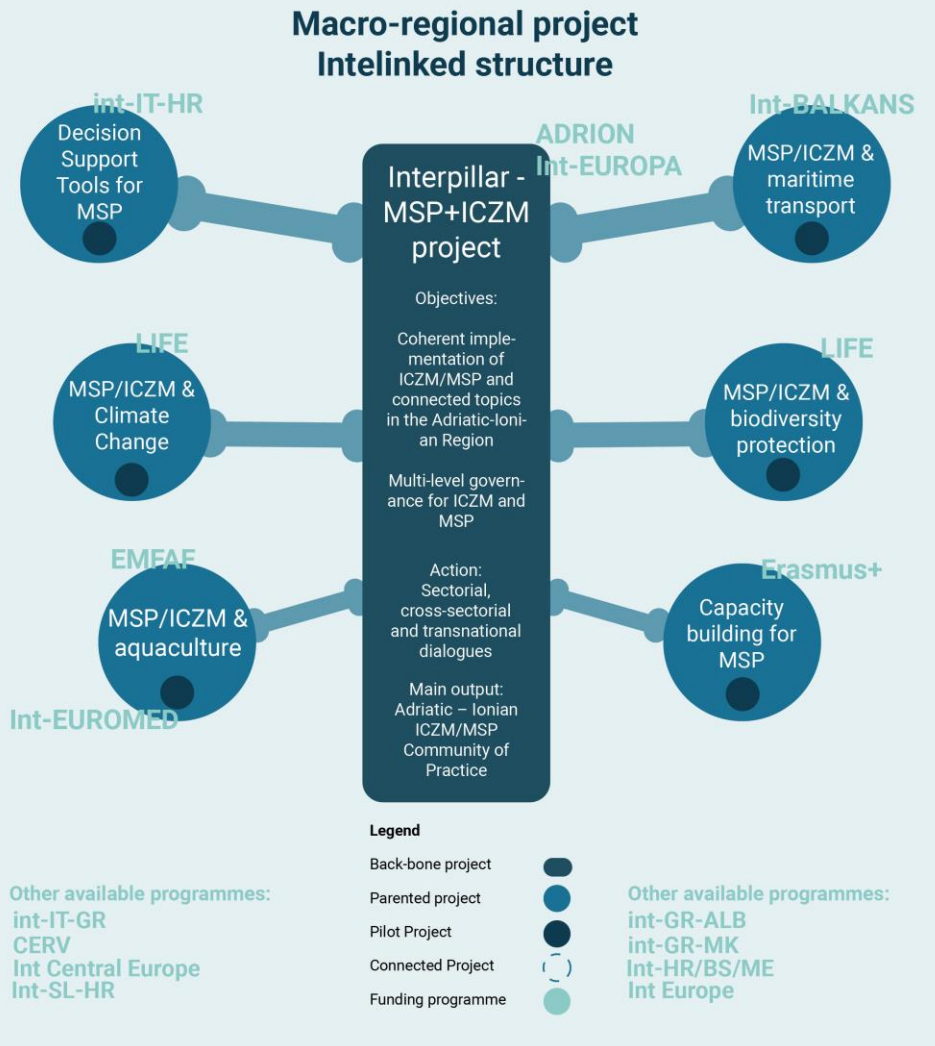 Macro-regional project
Intelinked structure
int-IT-HR
Decision
Support
Tools for
MSP
ADRION
Int-EUROPA
Int-BALKANS
MSP/ICZM &
maritime
transport
Interpillar -
MSP+ICZM
project
Objectives:
Coherent imple-
mentation of
ICZM/MSP and
connected topics
in the Adriatic-Ioni-
an Region
Multi-level govern-
ance for ICZM and
MSP
Action:
Sectorial,
cross-sectorial
and transnational
dialogues
Main output:
Adriatic – Ionian
ICZM/MSP
Community of
Practice
LIFE
MSP/ICZM &
Climate
Change
LIFE
MSP/ICZM &
biodiversity
protection
EMFAF
MSP/ICZM &
aquaculture
Int-EUROMED
Erasmus+
Capacity
building for
MSP
Legend
Back-bone project
Parented project
Pilot Project
Connected Project
Funding programme
Other available programmes:
int-IT-GR
CERV
Int Central Europe
Int-SL-HR
Other available programmes:
int-GR-ALB
int-GR-MK
Int-HR/BS/ME
Int Europe